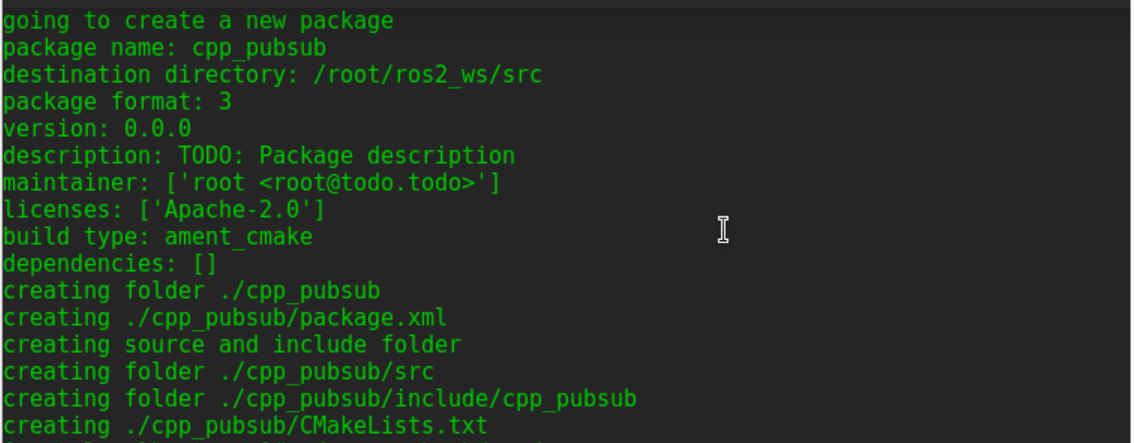 going to create a new package
package name: cpp_pubsub
destination directory: /root/ros2_ws/src
package format: 3
version: 0.0.0
description: TODO: Package description
maintainer: ['root <root@todo.todo>']
licenses: ['Apache-2.0']
build type: ament_cmake
dependencies: []
creating folder ./cpp_pubsub
creating ./cpp_pubsub/package.xml
creating source and include folder
creating folder ./cpp_pubsub/src
creating folder ./cpp_pubsub/include/cpp_pubsub
creating ./cpp_pubsub/CMakeLists.txt